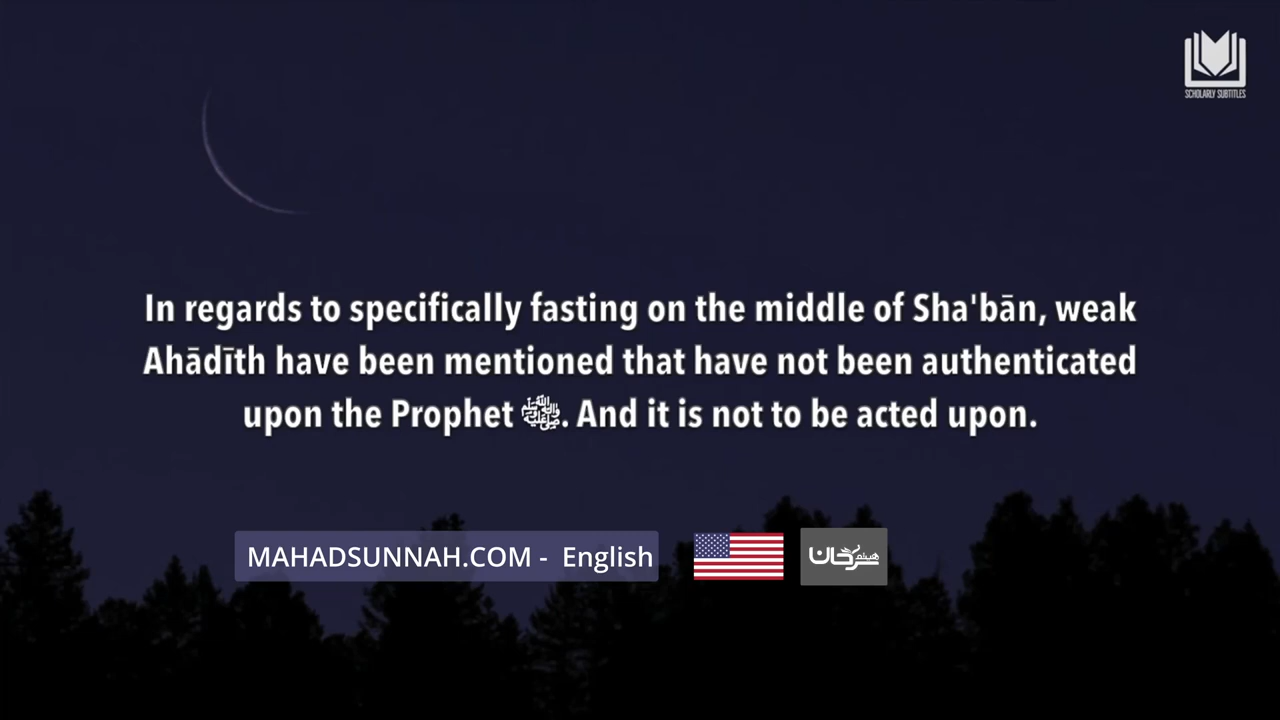 SCHOLARLY SUBTITLES
In regards to specifically fasting on the middle of Sha'bān, weak
Ahādīth have been mentioned that have not been authenticated
upon the Prophet ﷺ. And it is not to be acted upon.
MAHADSUNNAH.COM - English
هيثم سرحان